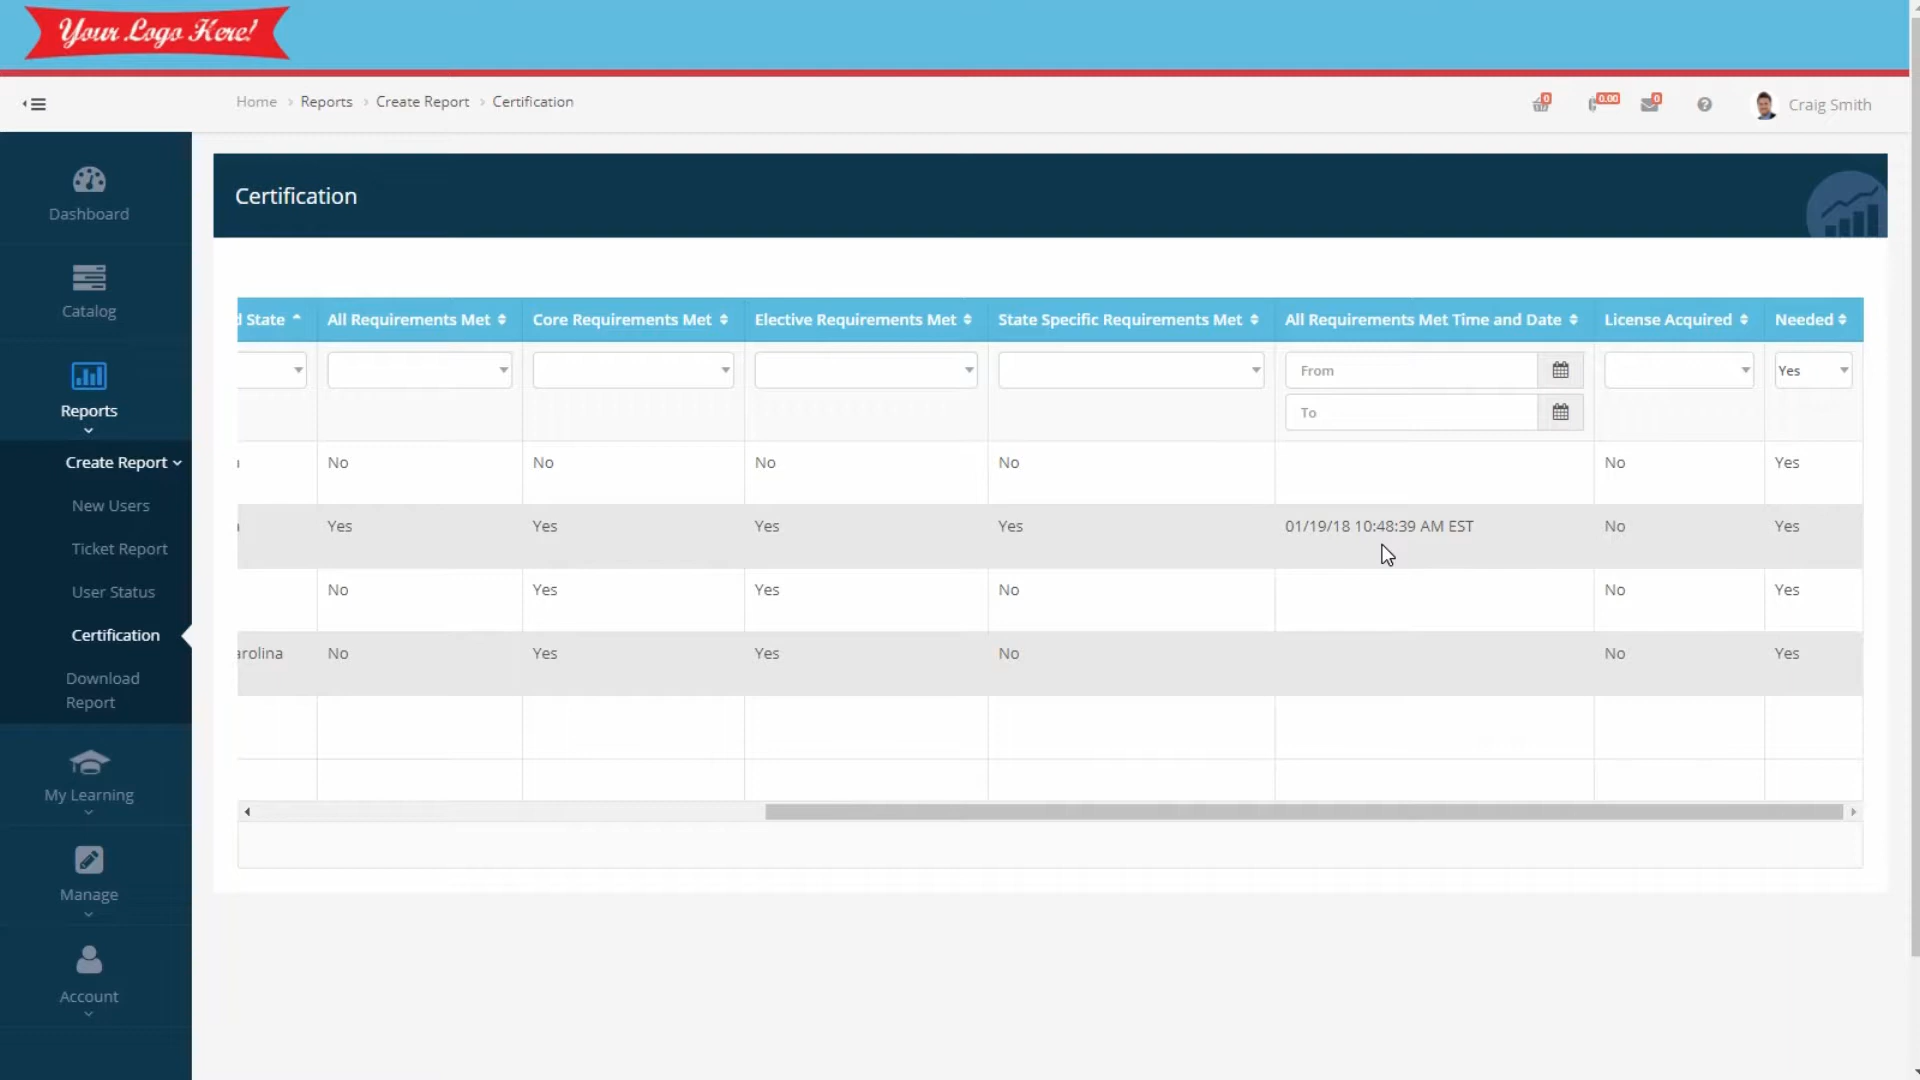 Your Logo Here!
Home › Reports › Create Report › Certification
0
0.00
0
Craig Smith
Dashboard
Catalog
Reports
Create Report
New Users
Ticket Report
User Status
Certification
Download
Report
My Learning
Manage
Account
Certification
d State All Requirements Met Core Requirements Met Elective Requirements Met State Specific Requirements Met All Requirements Met Time and Date License Acquired Needed
From Yes
To
No No No No No Yes
Yes Yes Yes Yes 01/19/18 10:48:39 AM EST No Yes
No Yes Yes No No Yes
arolina No Yes Yes No No Yes